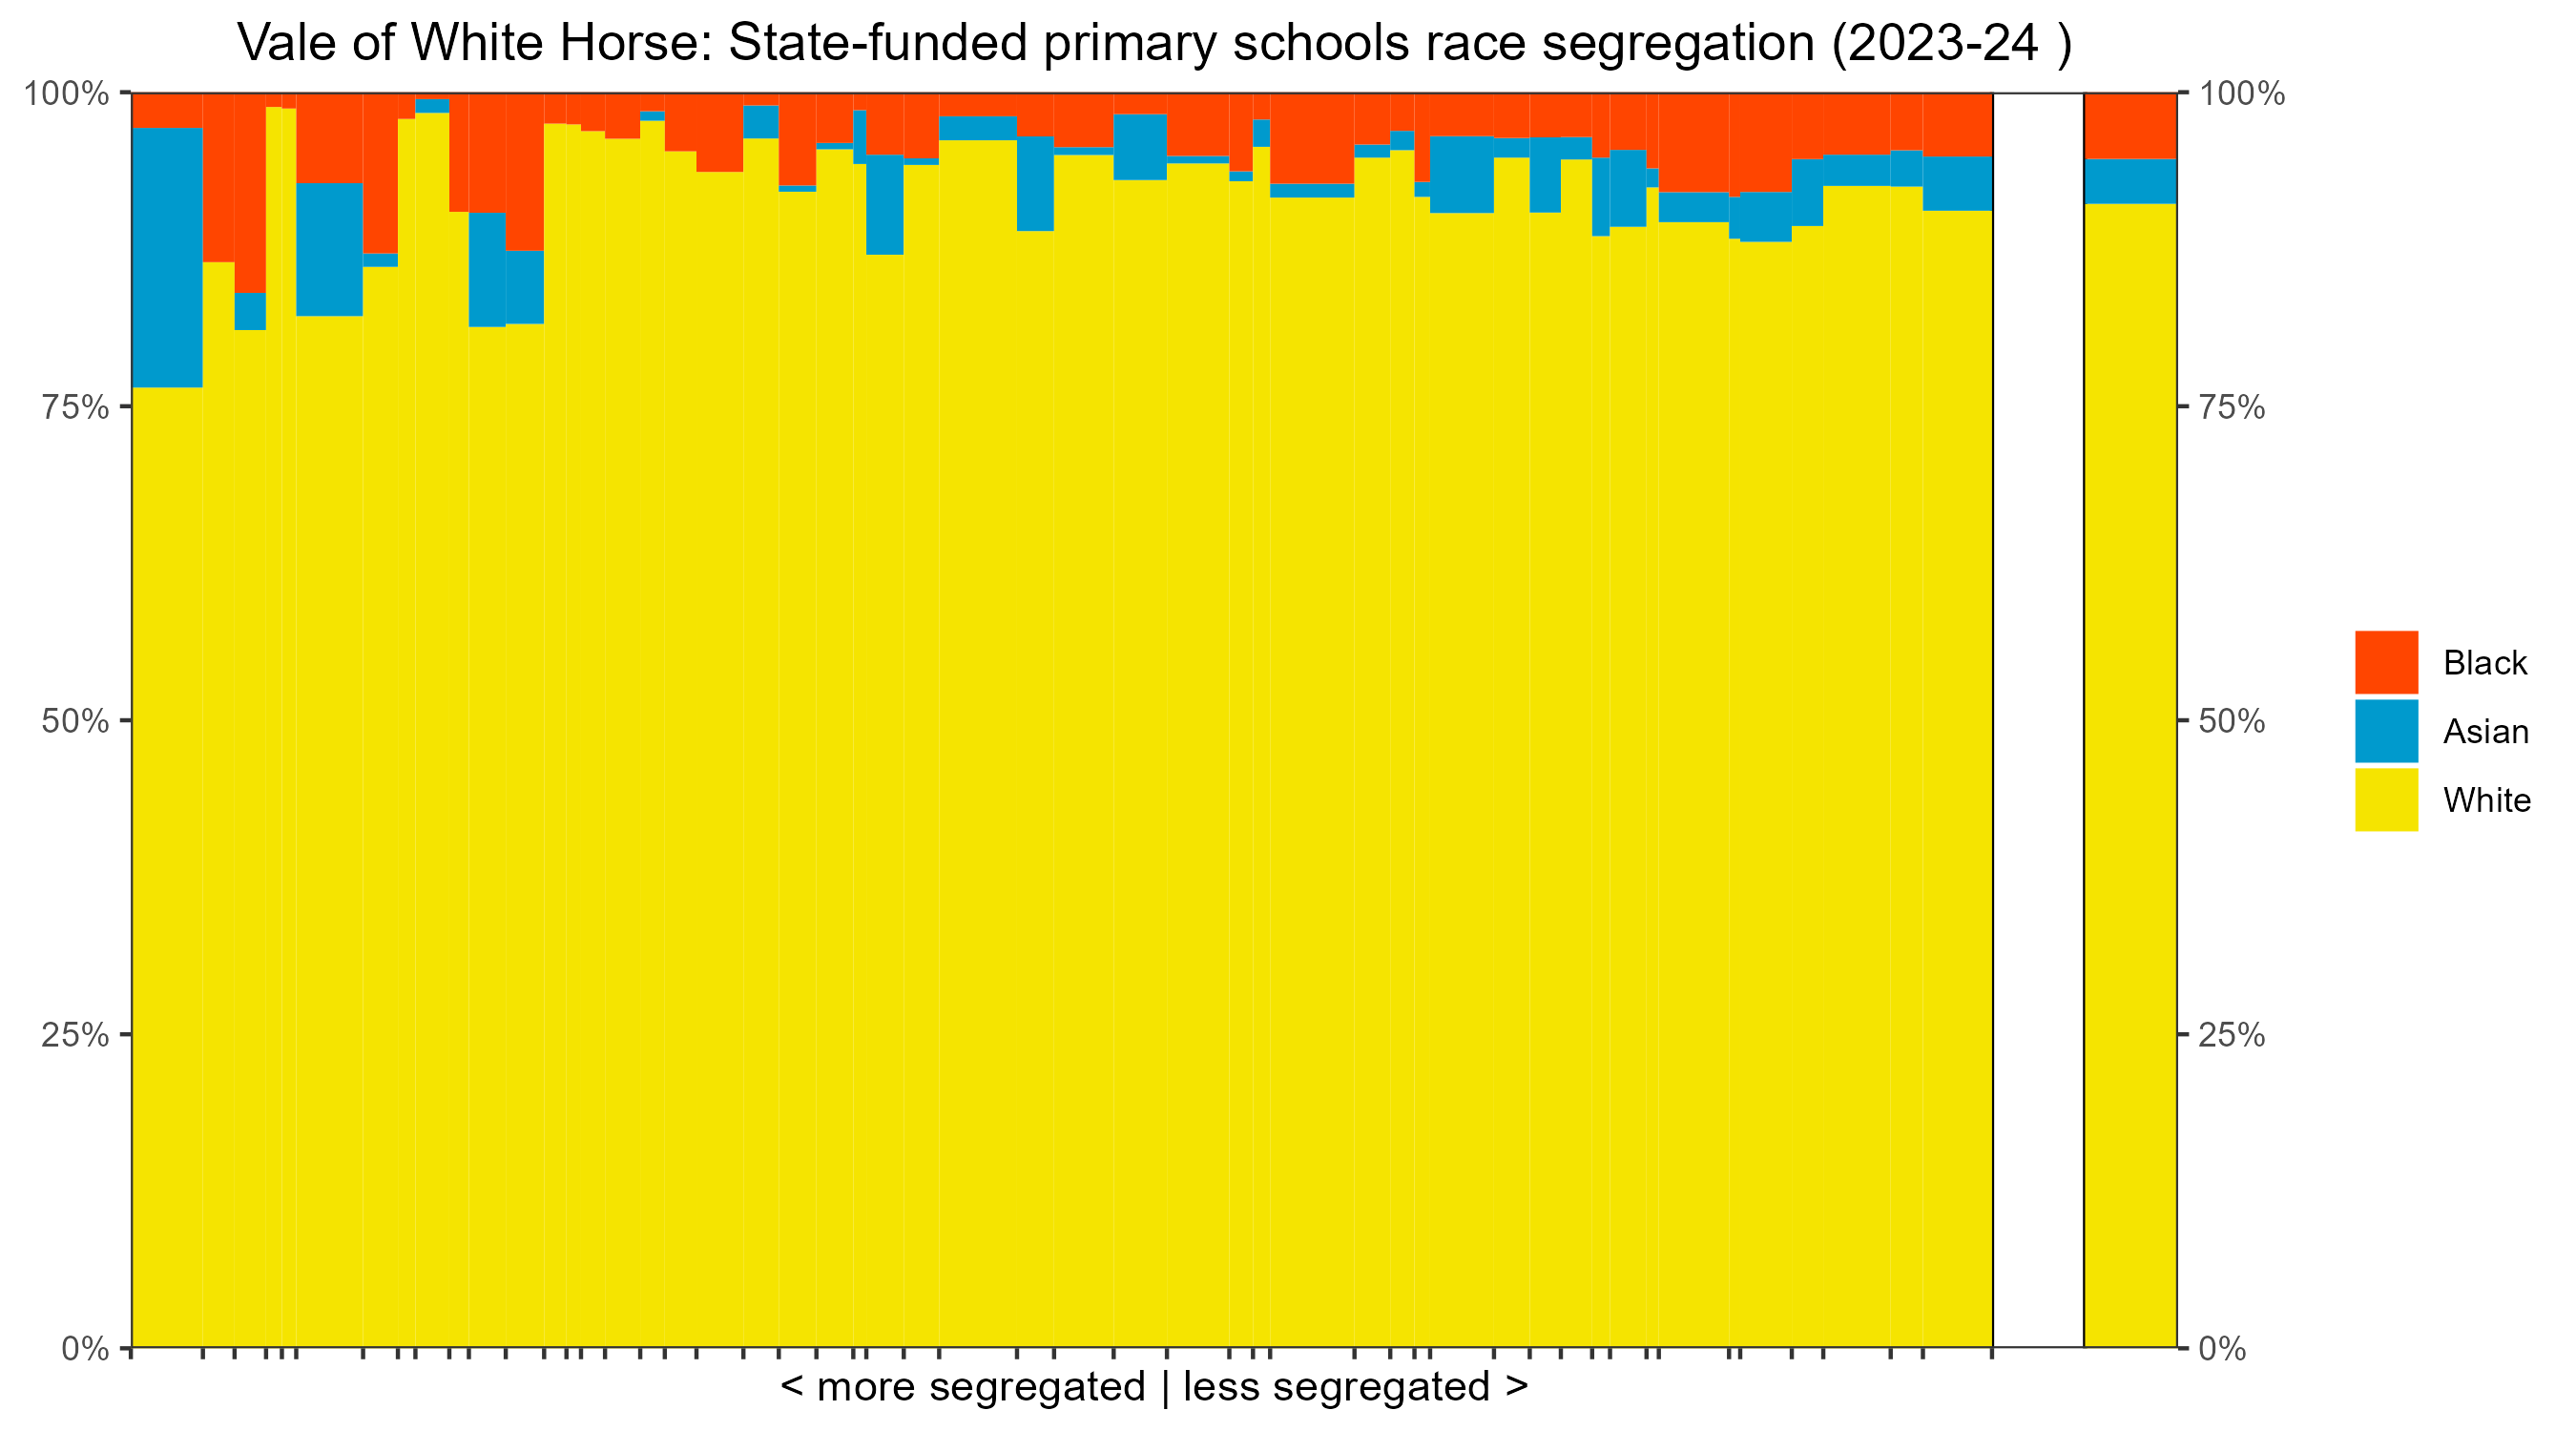 Vale of White Horse: State-funded primary schools race segregation (2023-24 )
100%
75%
50%
25%
0%
100%
75%
50%
25%
0%
Black
Asian
White
< more segregated | less segregated >